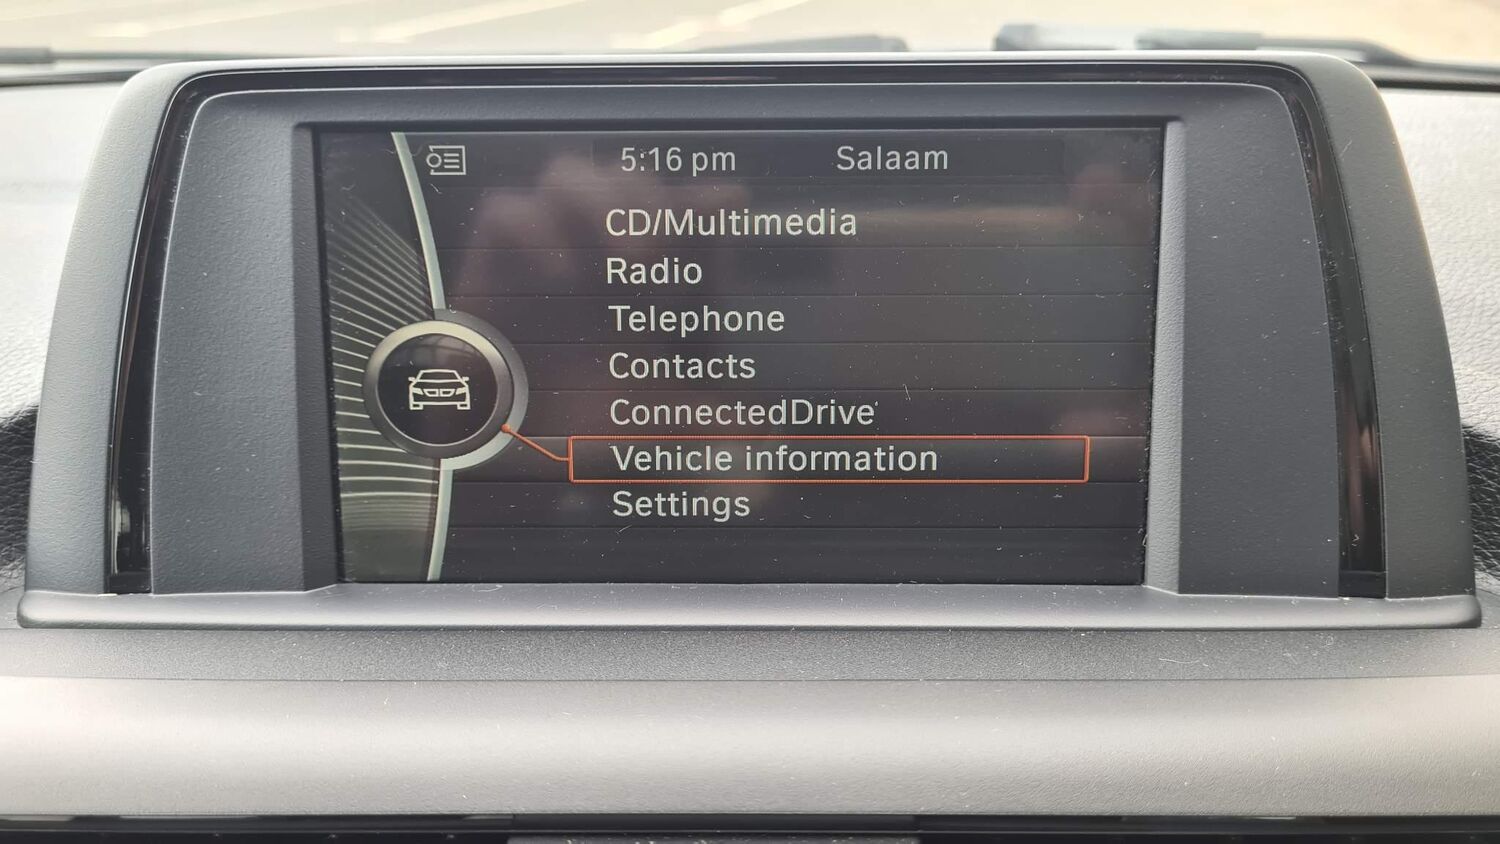 5:16 pm Salaam
CD/Multimedia
Radio
Telephone
Contacts
ConnectedDrive
Vehicle information
Settings